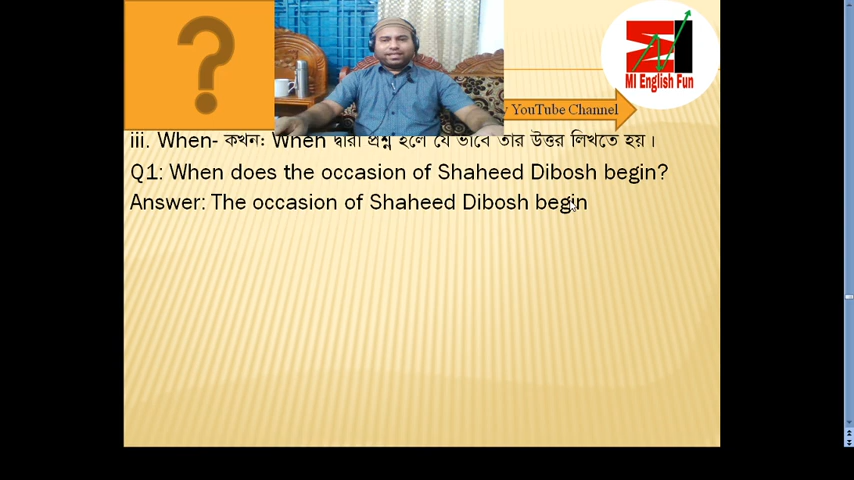 ?
MI English Fun
YouTube Channel
iii. When- কখন: When দ্বারা প্রশ্ন হলে যে ভাবে তার উত্তর লিখতে হয়।
Q1: When does the occasion of Shaheed Dibosh begin?
Answer: The occasion of Shaheed Dibosh begin